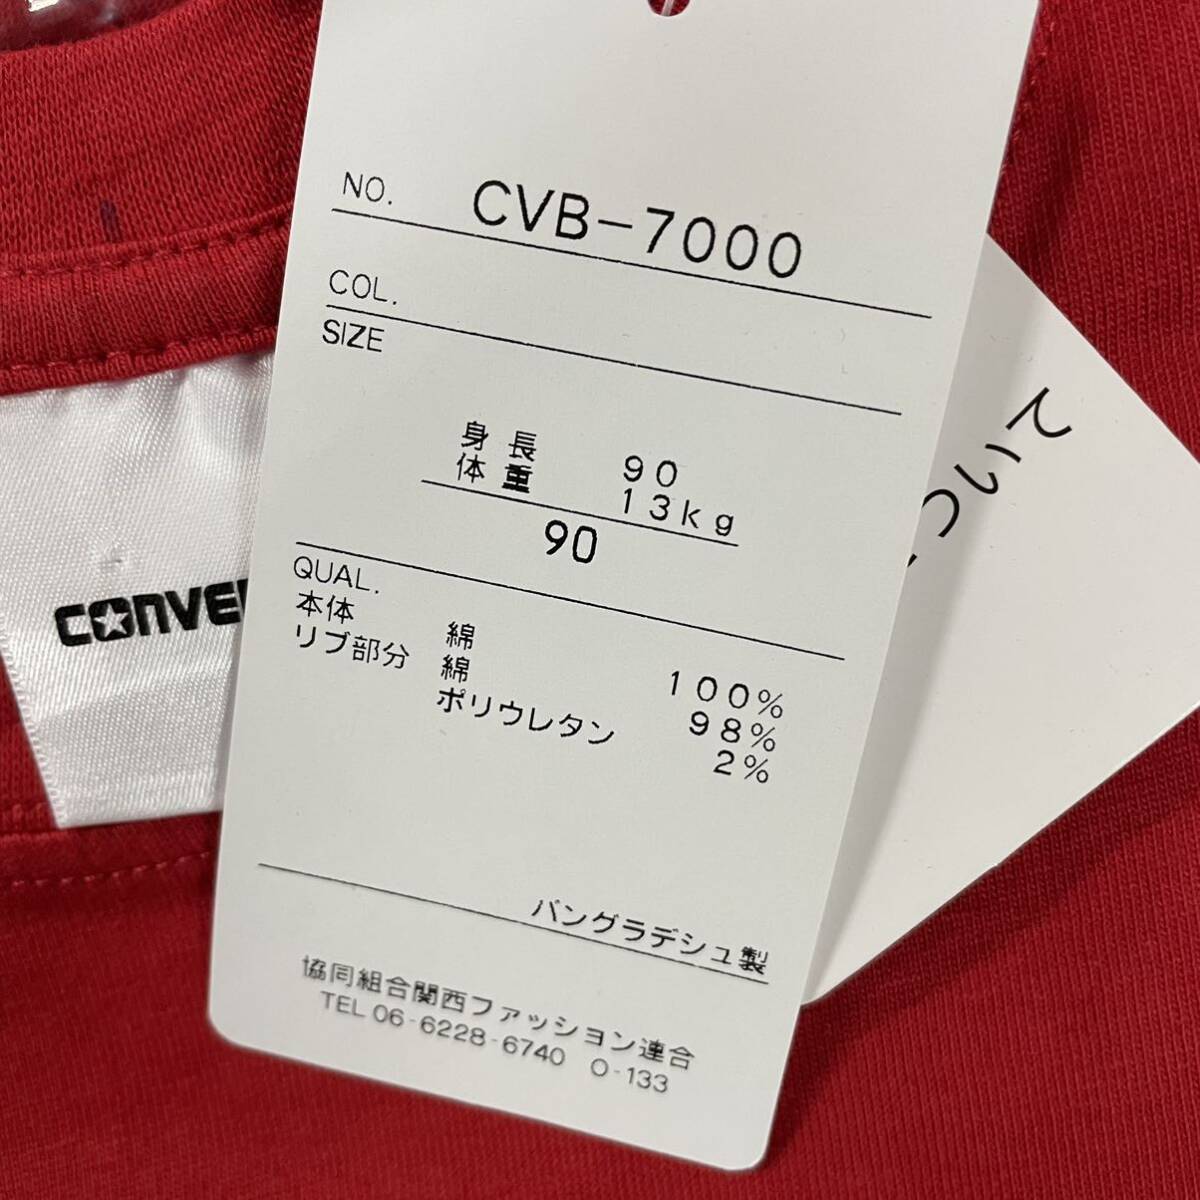 NO. CVB-7000
COL.
SIZE
身長 90
体重 13kg
90
QUAL.
本体 綿 100%
リブ部分 綿 98%
ポリウレタン 2%
バングラデシュ製
協同組合関西ファッション連合
TEL 06-6228-6740 O-133
ついて